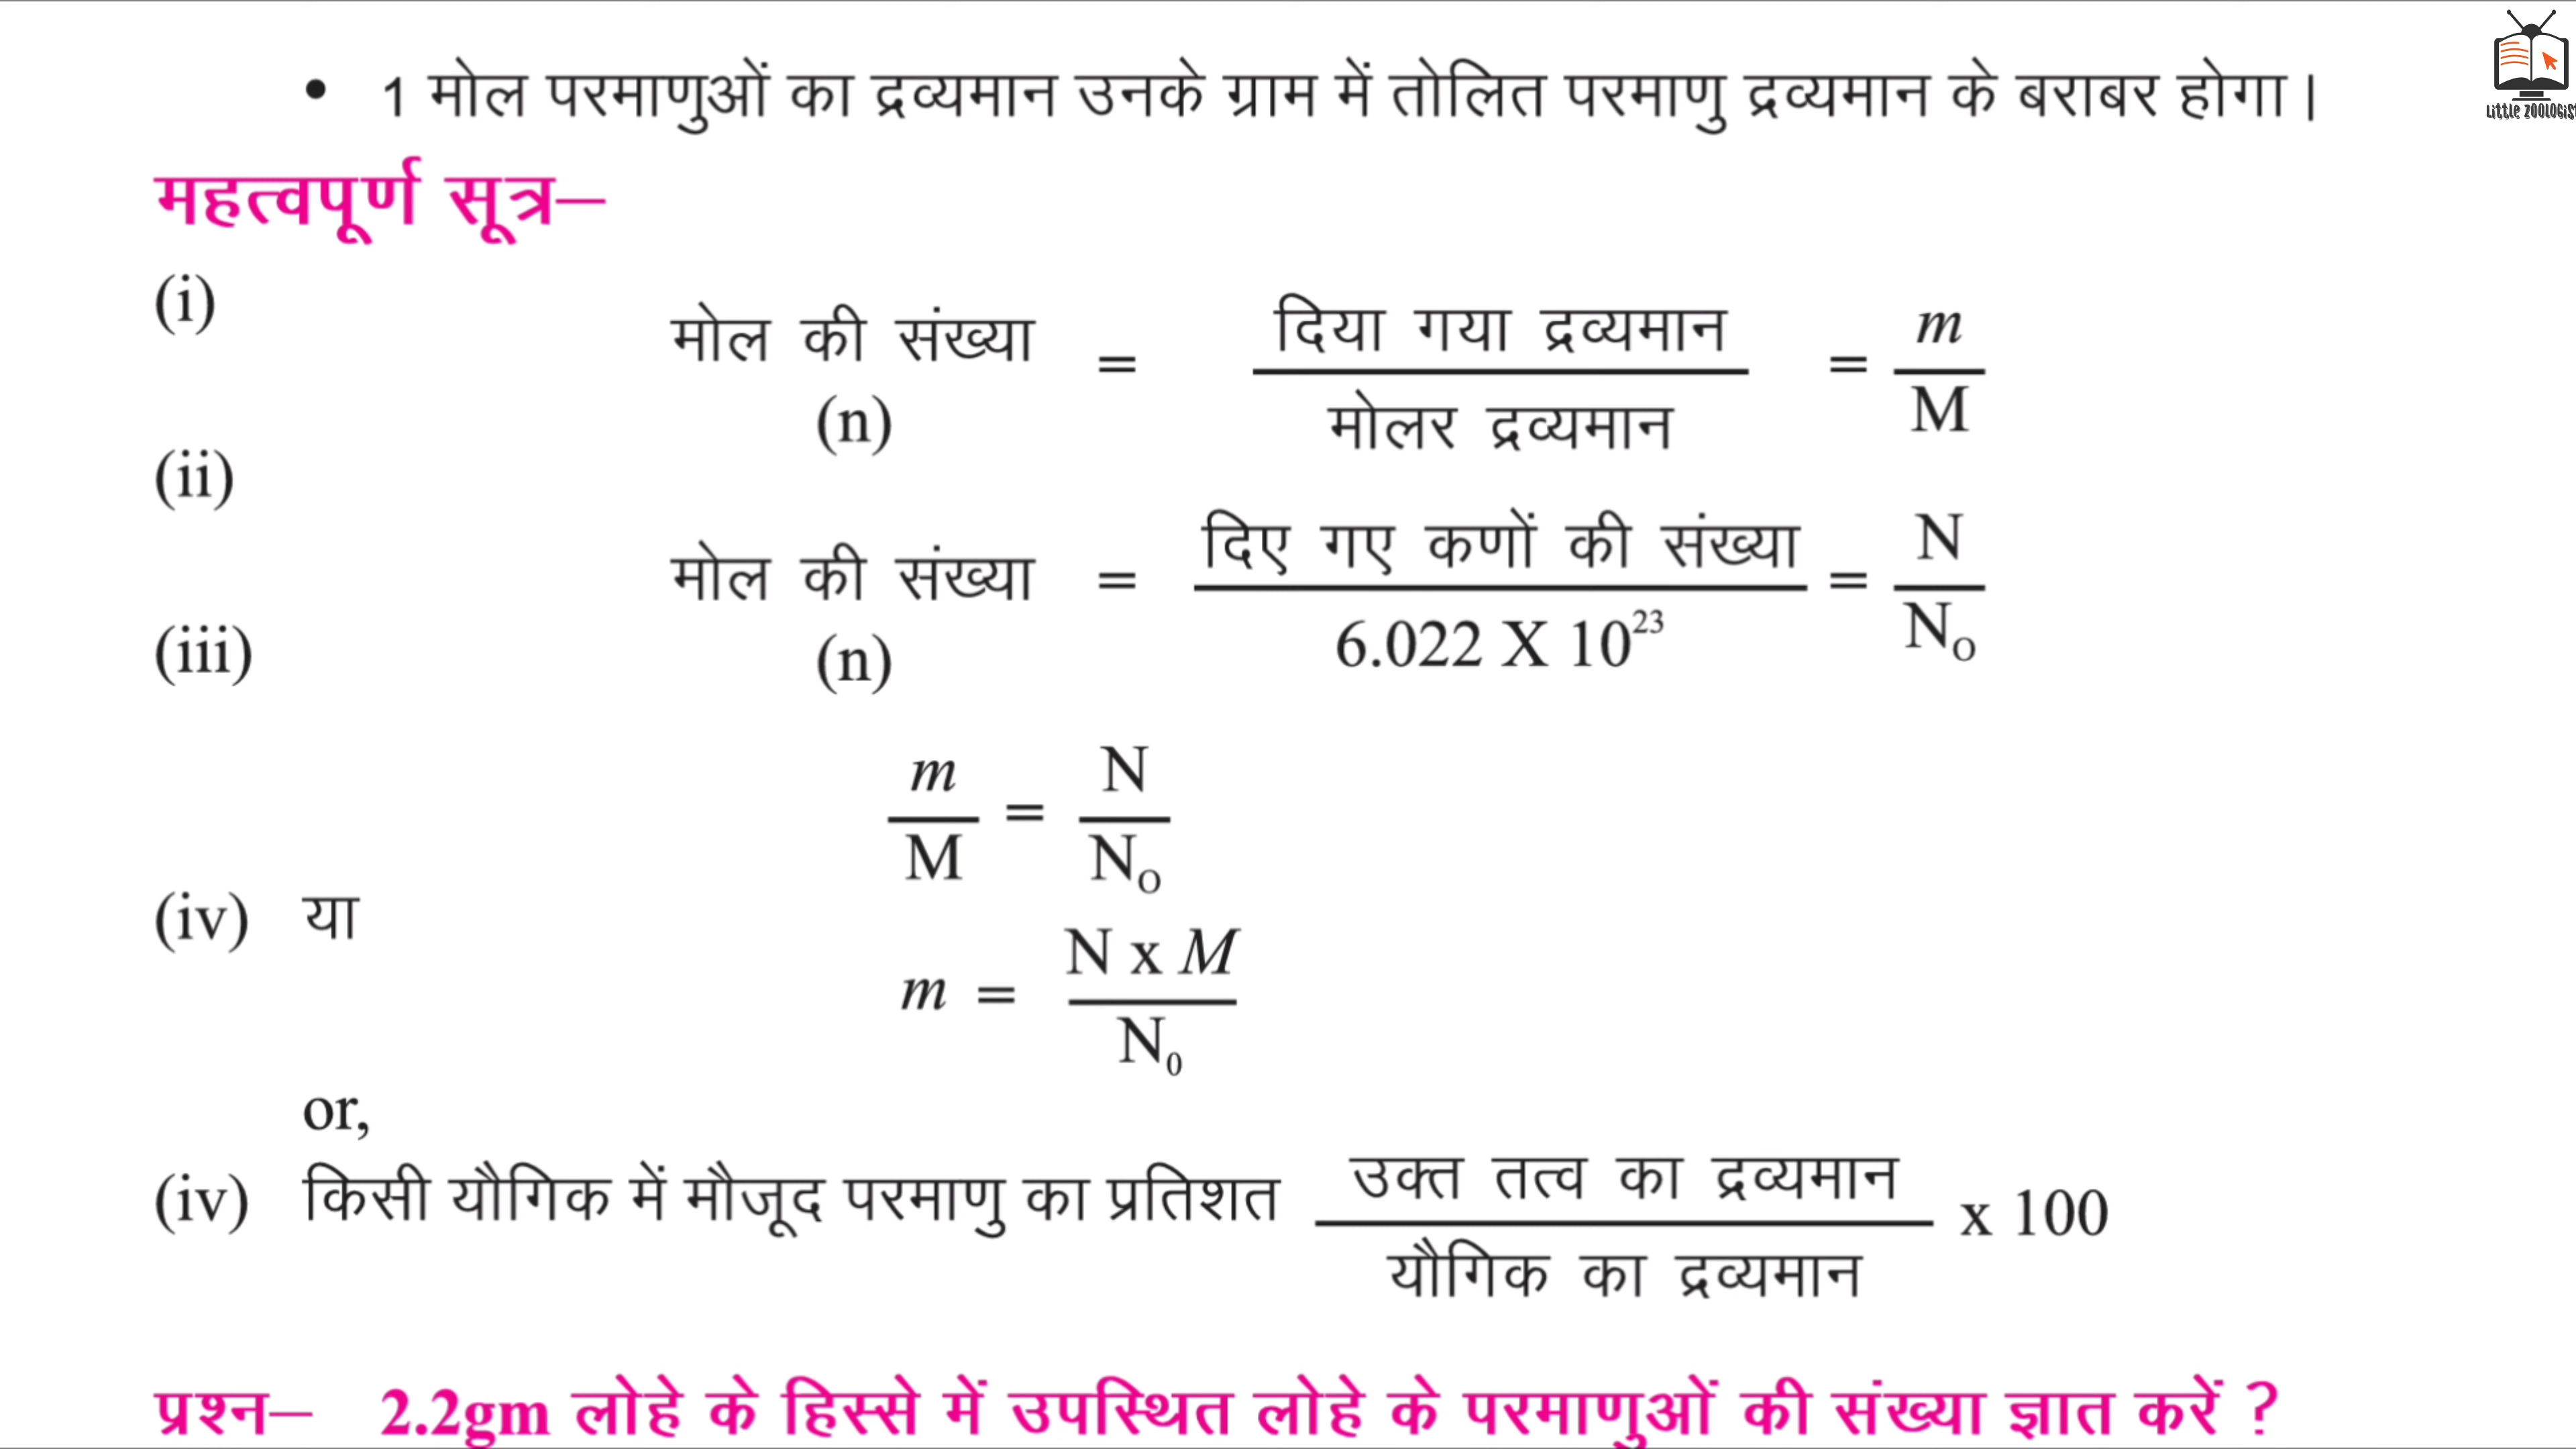 • 1 मोल परमाणुओं का द्रव्यमान उनके ग्राम में तोलित परमाणु द्रव्यमान के बराबर होगा।
LittLe ZOOLOGiSt
महत्वपूर्ण सूत्र–
(i) मोल की संख्या (n) = दिया गया द्रव्यमान / मोलर द्रव्यमान = m / M
(ii) मोल की संख्या (n) = दिए गए कणों की संख्या / 6.022 X 10²³ = N / N₀
(iii) m / M = N / N₀
(iv) या
m = N x M / N₀
or,
(iv) किसी यौगिक में मौजूद परमाणु का प्रतिशत उक्त तत्व का द्रव्यमान / यौगिक का द्रव्यमान x 100
प्रश्न– 2.2gm लोहे के हिस्से में उपस्थित लोहे के परमाणुओं की संख्या ज्ञात करें ?